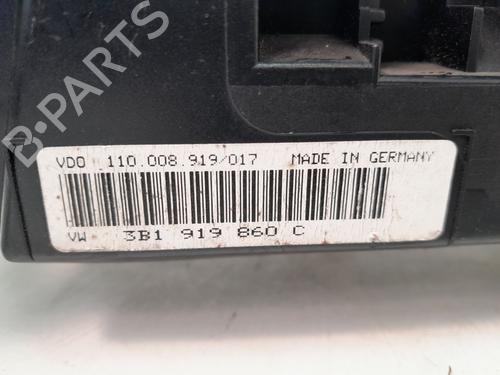 B-PARTS
VDO 110.008.919/017 MADE IN GERMANY
VW 3B1 919 860 C